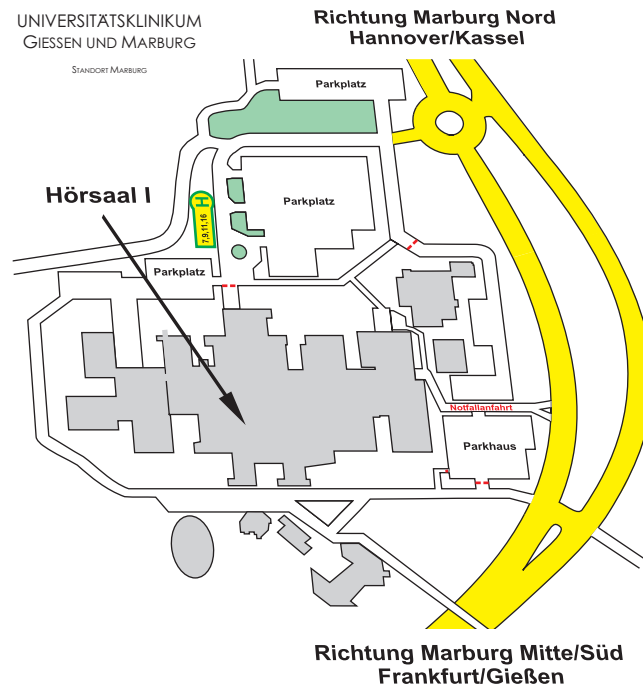 UNIVERSITÄTSKLINIKUM
GIESSEN UND MARBURG
STANDORT MARBURG
Richtung Marburg Nord
Hannover/Kassel
Parkplatz
Hörsaal I
H
7,9,11,16
Parkplatz
Parkplatz
Notfallanfahrt
Parkhaus
Richtung Marburg Mitte/Süd
Frankfurt/Gießen